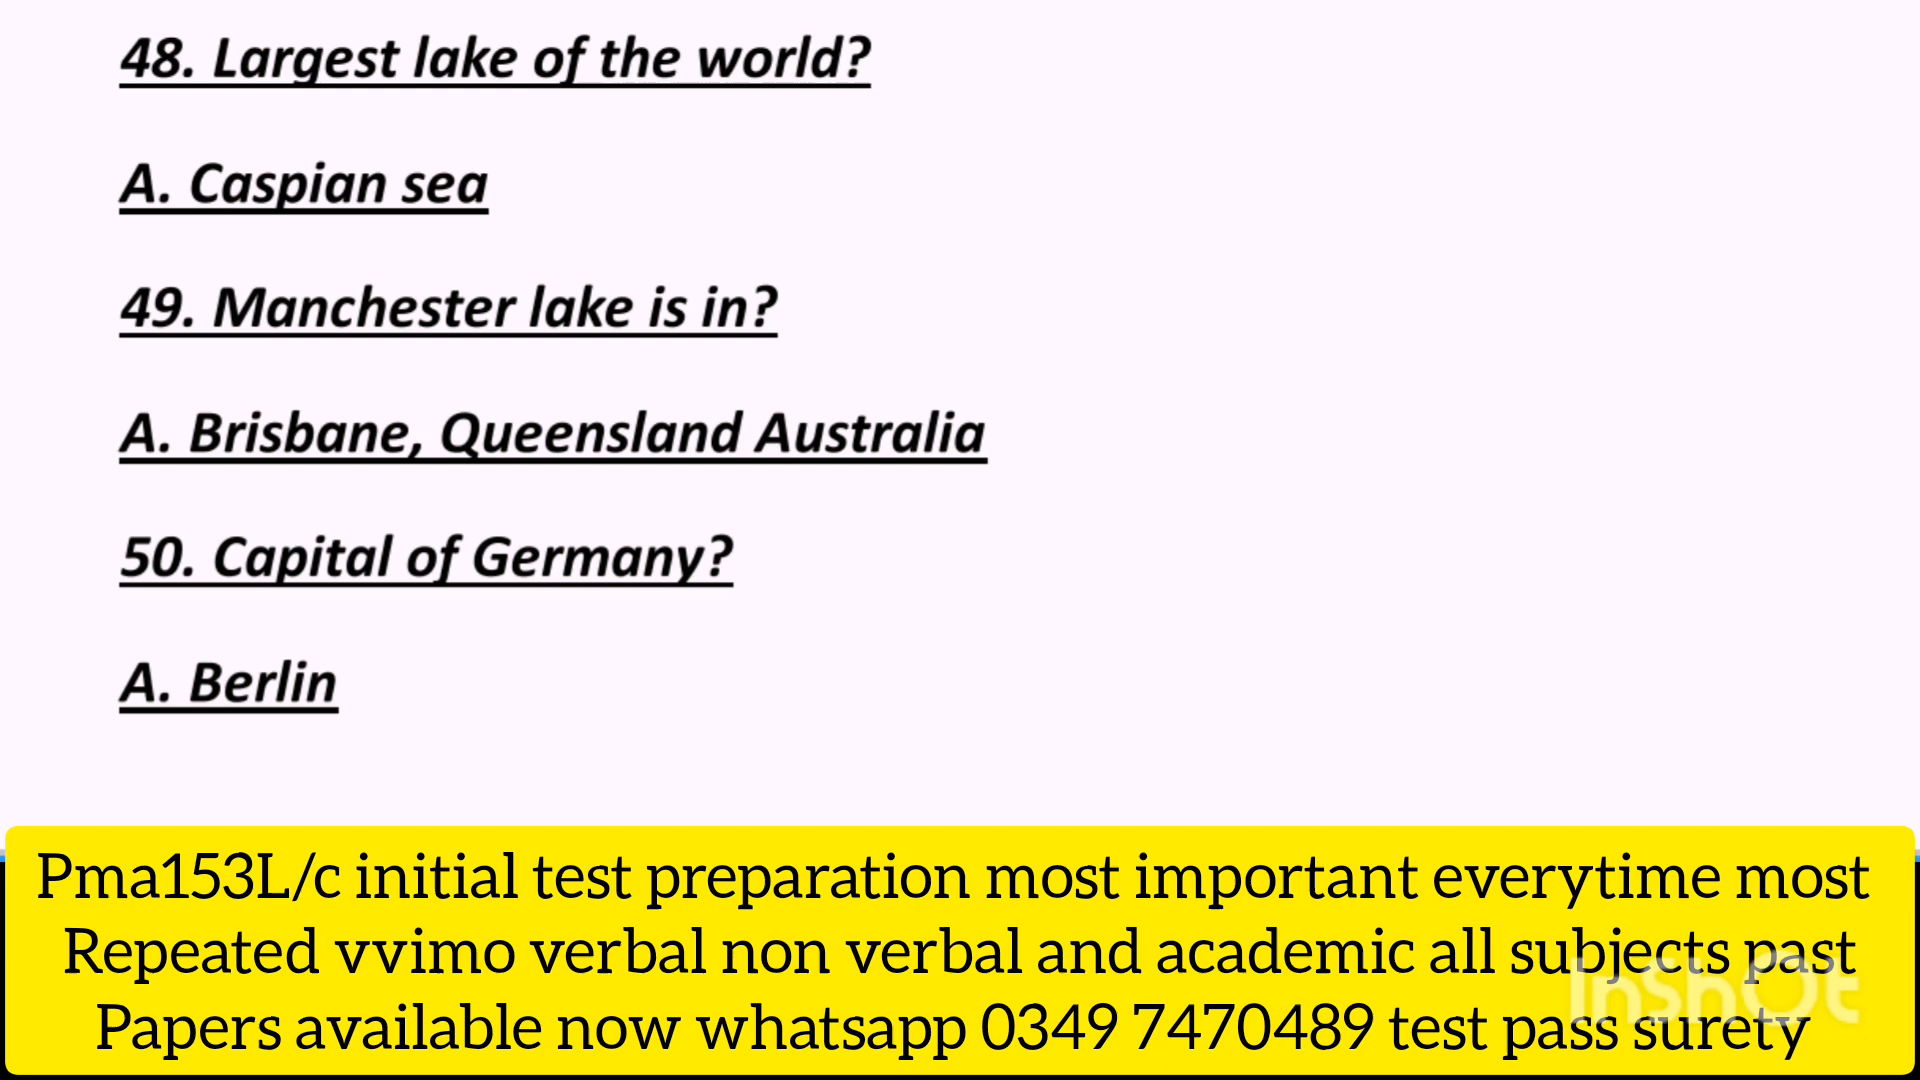 48. Largest lake of the world?
A. Caspian sea
49. Manchester lake is in?
A. Brisbane, Queensland Australia
50. Capital of Germany?
A. Berlin
Pma153L/c initial test preparation most important everytime most
Repeated vvimo verbal non verbal and academic all subjects past
Papers available now whatsapp 0349 7470489 test pass surety
InShOt